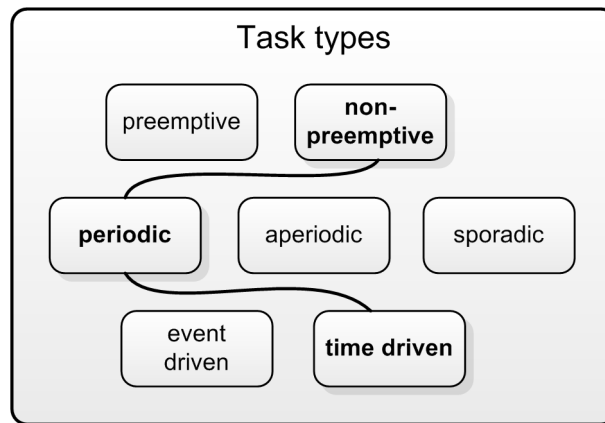 Task types
preemptive
non-
preemptive
periodic
aperiodic
sporadic
event
driven
time driven